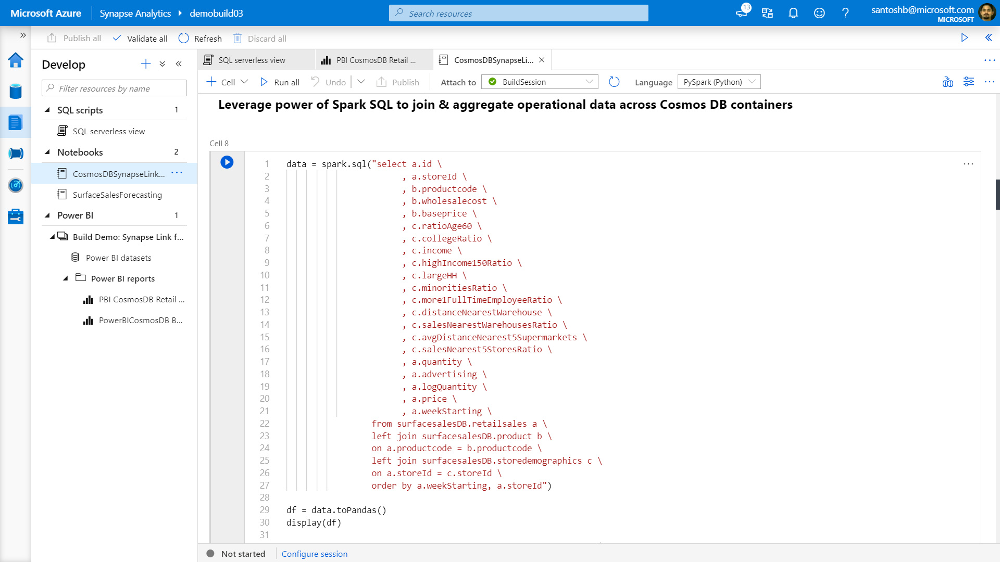 Microsoft Azure
Synapse Analytics
demobuild03
Search resources
13
santoshb@microsoft.com
MICROSOFT
Publish all
Validate all
Refresh
Discard all
Develop
Filter resources by name
SQL scripts 1
SQL serverless view
Notebooks 2
CosmosDBSynapseLink...
SurfaceSalesForecasting
Power BI 1
Build Demo: Synapse Link f...
Power BI datasets
Power BI reports
PBI CosmosDB Retail ...
PowerBICosmosDB B...
SQL serverless view
PBI CosmosDB Retail ...
CosmosDBSynapseLi...
Cell
Run all
Undo
Publish
Attach to
BuildSession
Language
PySpark (Python)
Leverage power of Spark SQL to join & aggregate operational data across Cosmos DB containers
Cell 8
1 data = spark.sql("select a.id \
2 , a.storeId \
3 , b.productcode \
4 , b.wholesalecost \
5 , b.baseprice \
6 , c.ratioAge60 \
7 , c.collegeRatio \
8 , c.income \
9 , c.highIncome150Ratio \
10 , c.largeHH \
11 , c.minoritiesRatio \
12 , c.more1FullTimeEmployeeRatio \
13 , c.distanceNearestWarehouse \
14 , c.salesNearestWarehousesRatio \
15 , c.avgDistanceNearest5Supermarkets \
16 , c.salesNearest5StoresRatio \
17 , a.quantity \
18 , a.advertising \
19 , a.logQuantity \
20 , a.price \
21 , a.weekStarting \
22 from surfacesalesDB.retailsales a \
23 left join surfacesalesDB.product b \
24 on a.productcode = b.productcode \
25 left join surfacesalesDB.storedemographics c \
26 on a.storeId = c.storeId \
27 order by a.weekStarting, a.storeId")
28
29 df = data.toPandas()
30 display(df)
31
Not started
Configure session